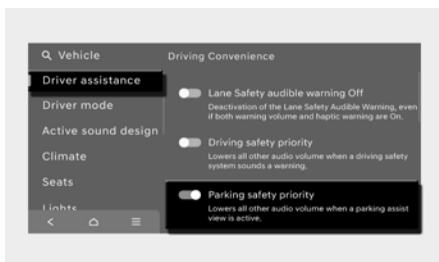 Vehicle
Driving Convenience
Driver assistance
Driver mode
Active sound design
Climate
Seats
Lights
Lane Safety audible warning Off
Deactivation of the Lane Safety Audible Warning, even
if both warning volume and haptic warning are On.
Driving safety priority
Lowers all other audio volume when a driving safety
system sounds a warning.
Parking safety priority
Lowers all other audio volume when a parking assist
view is active.